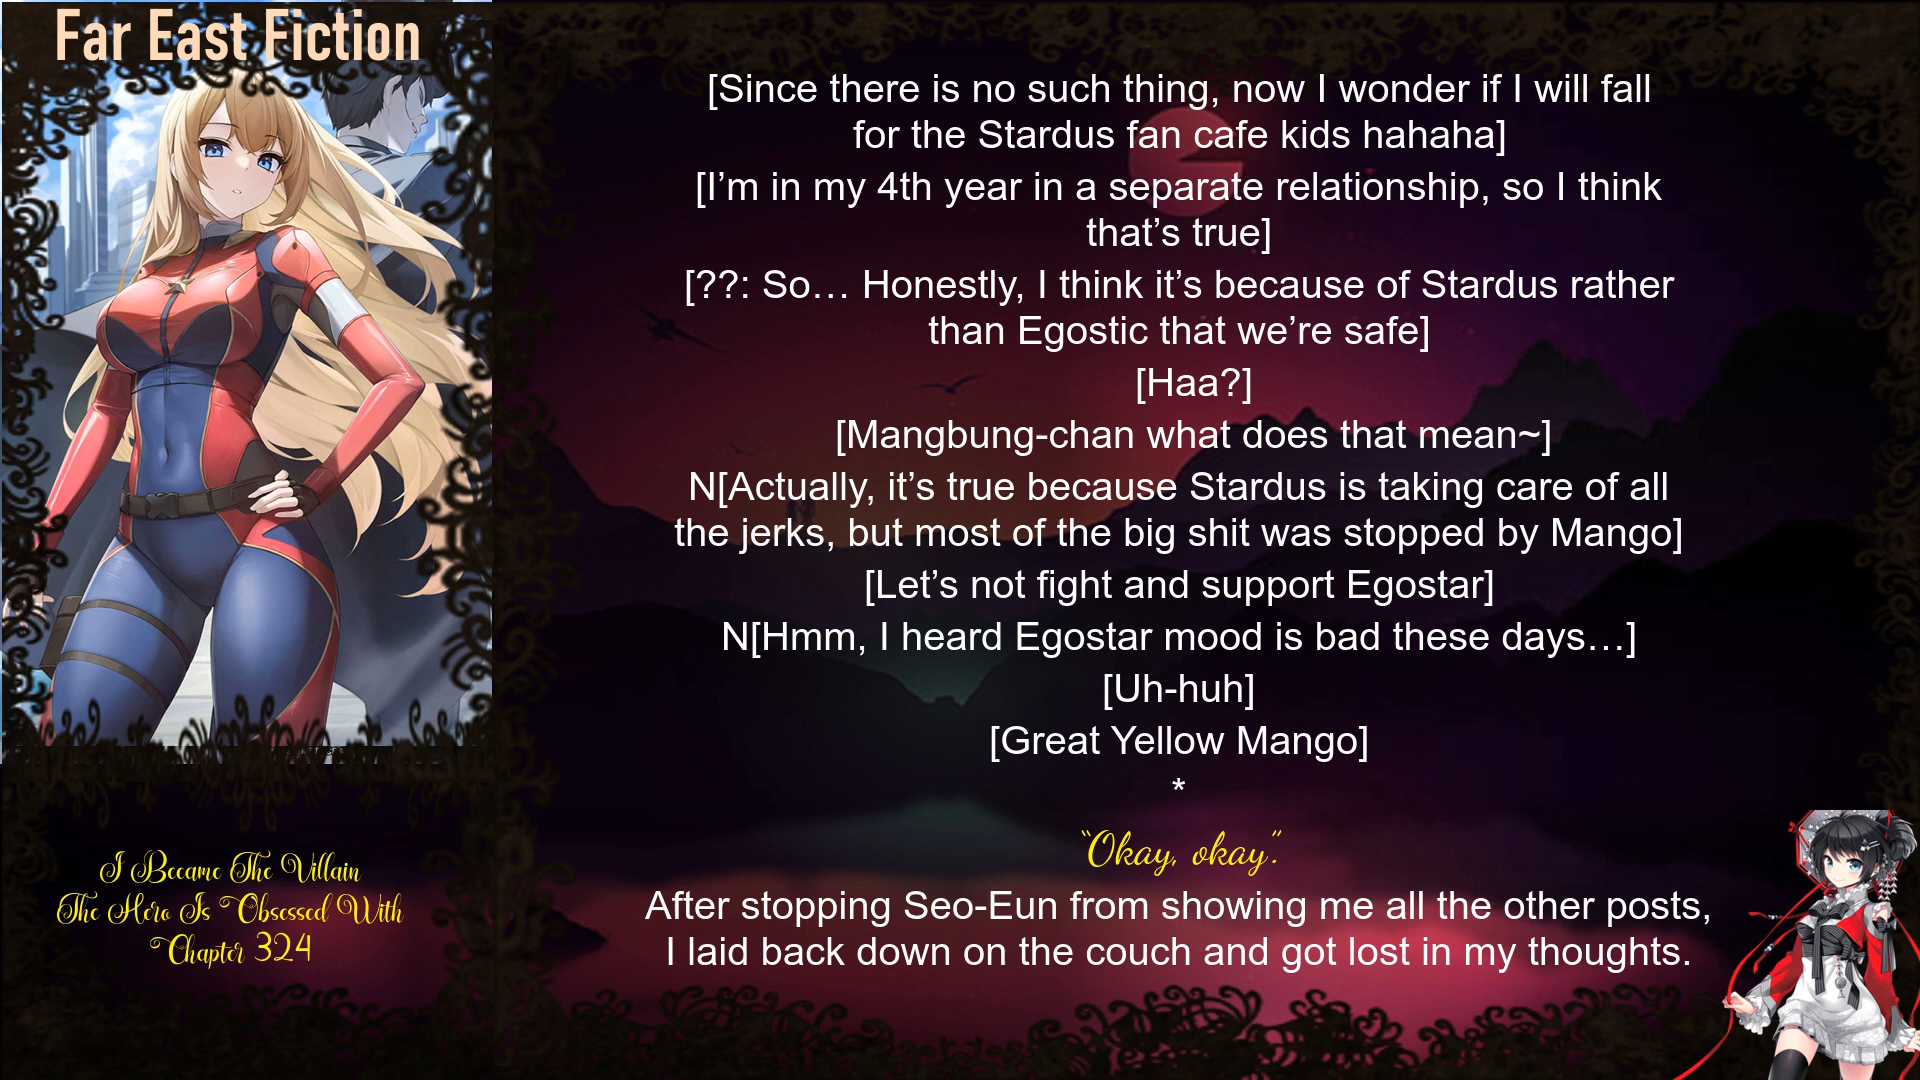 Far East Fiction
[Since there is no such thing, now I wonder if I will fall
for the Stardus fan cafe kids hahaha]
[I’m in my 4th year in a separate relationship, so I think
that’s true]
[??: So… Honestly, I think it’s because of Stardus rather
than Egostic that we’re safe]
[Haa?]
[Mangbung-chan what does that mean~]
N[Actually, it’s true because Stardus is taking care of all
the jerks, but most of the big shit was stopped by Mango]
[Let’s not fight and support Egostar]
N[Hmm, I heard Egostar mood is bad these days…]
[Uh-huh]
[Great Yellow Mango]
*
“Okay, okay.”
After stopping Seo-Eun from showing me all the other posts,
I laid back down on the couch and got lost in my thoughts.
I Became The Villain
The Hero Is Obsessed With
Chapter 324